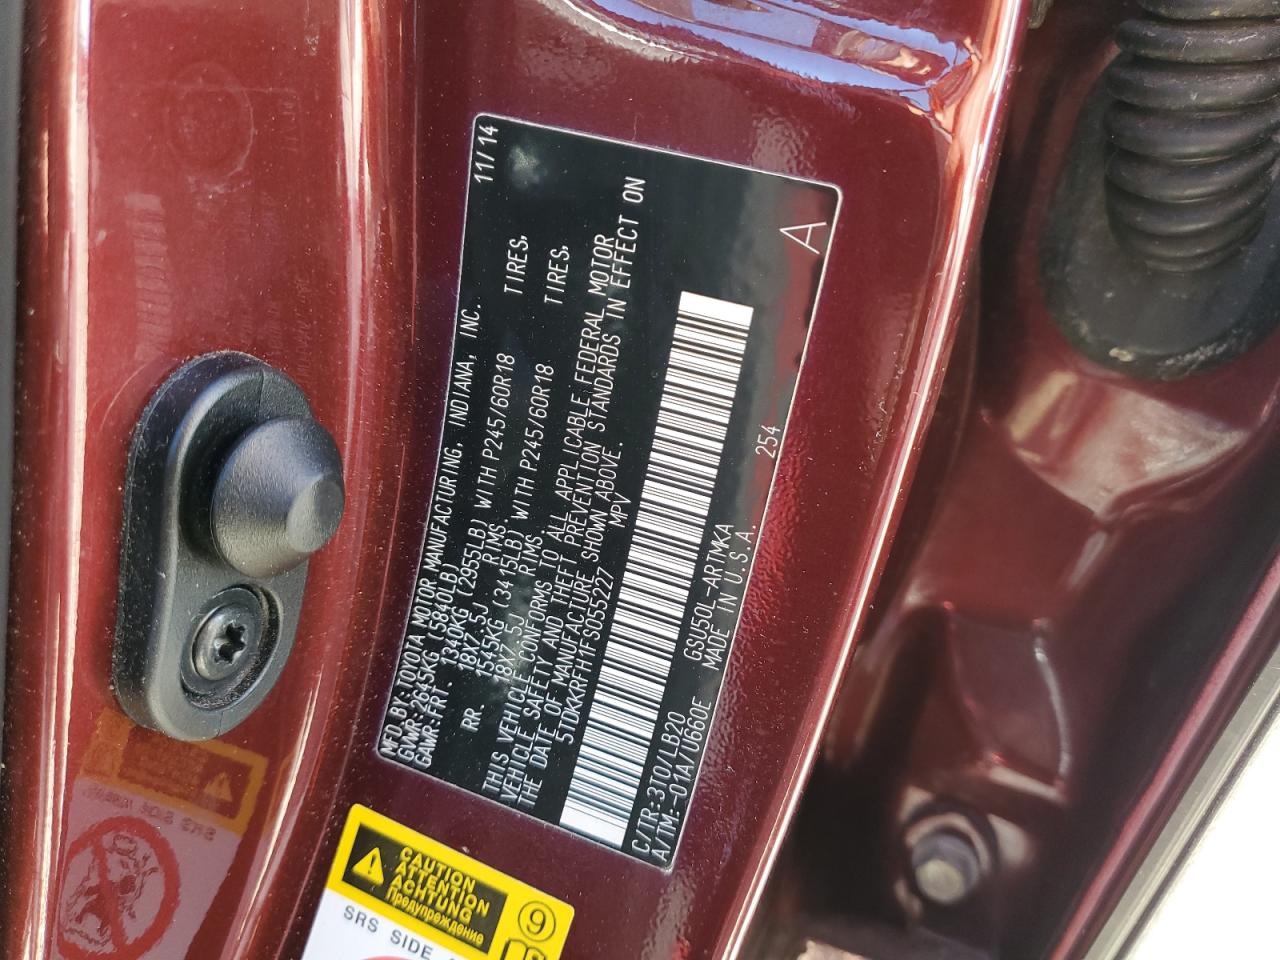 MFD BY: TOYOTA MOTOR MANUFACTURING, INDIANA, INC. 11/14
GVWR: 2645KG (5840LB)
GAWR: FRT. 1340KG (2955LB) WITH P245/60R18 TIRES,
18X7.5J RIMS.
RR. 1545KG (3415LB) WITH P245/60R18 TIRES,
18X7.5J RIMS.
THIS VEHICLE CONFORMS TO ALL APPLICABLE FEDERAL MOTOR
VEHICLE SAFETY AND THEFT PREVENTION STANDARDS IN EFFECT ON
THE DATE OF MANUFACTURE SHOWN ABOVE.
5TDKKRFH1FS055227 MPV
C/TR:3T0/LB20 GSU50L-ARTMKA 254 A
A/TM:-01A/U660E MADE IN U.S.A.
CAUTION
ATTENTION
ACHTUNG
Предупреждение
9
SRS SIDE